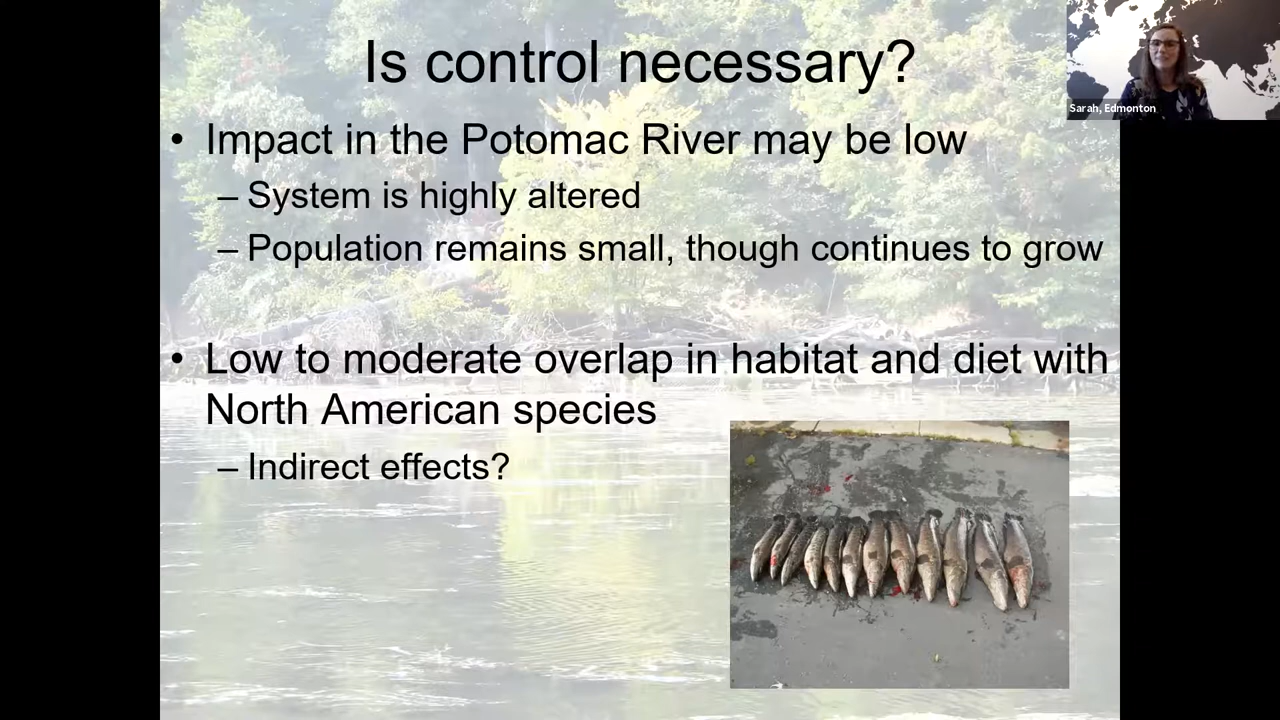 Is control necessary?
Sarah, Edmonton
• Impact in the Potomac River may be low
– System is highly altered
– Population remains small, though continues to grow
• Low to moderate overlap in habitat and diet with
North American species
– Indirect effects?